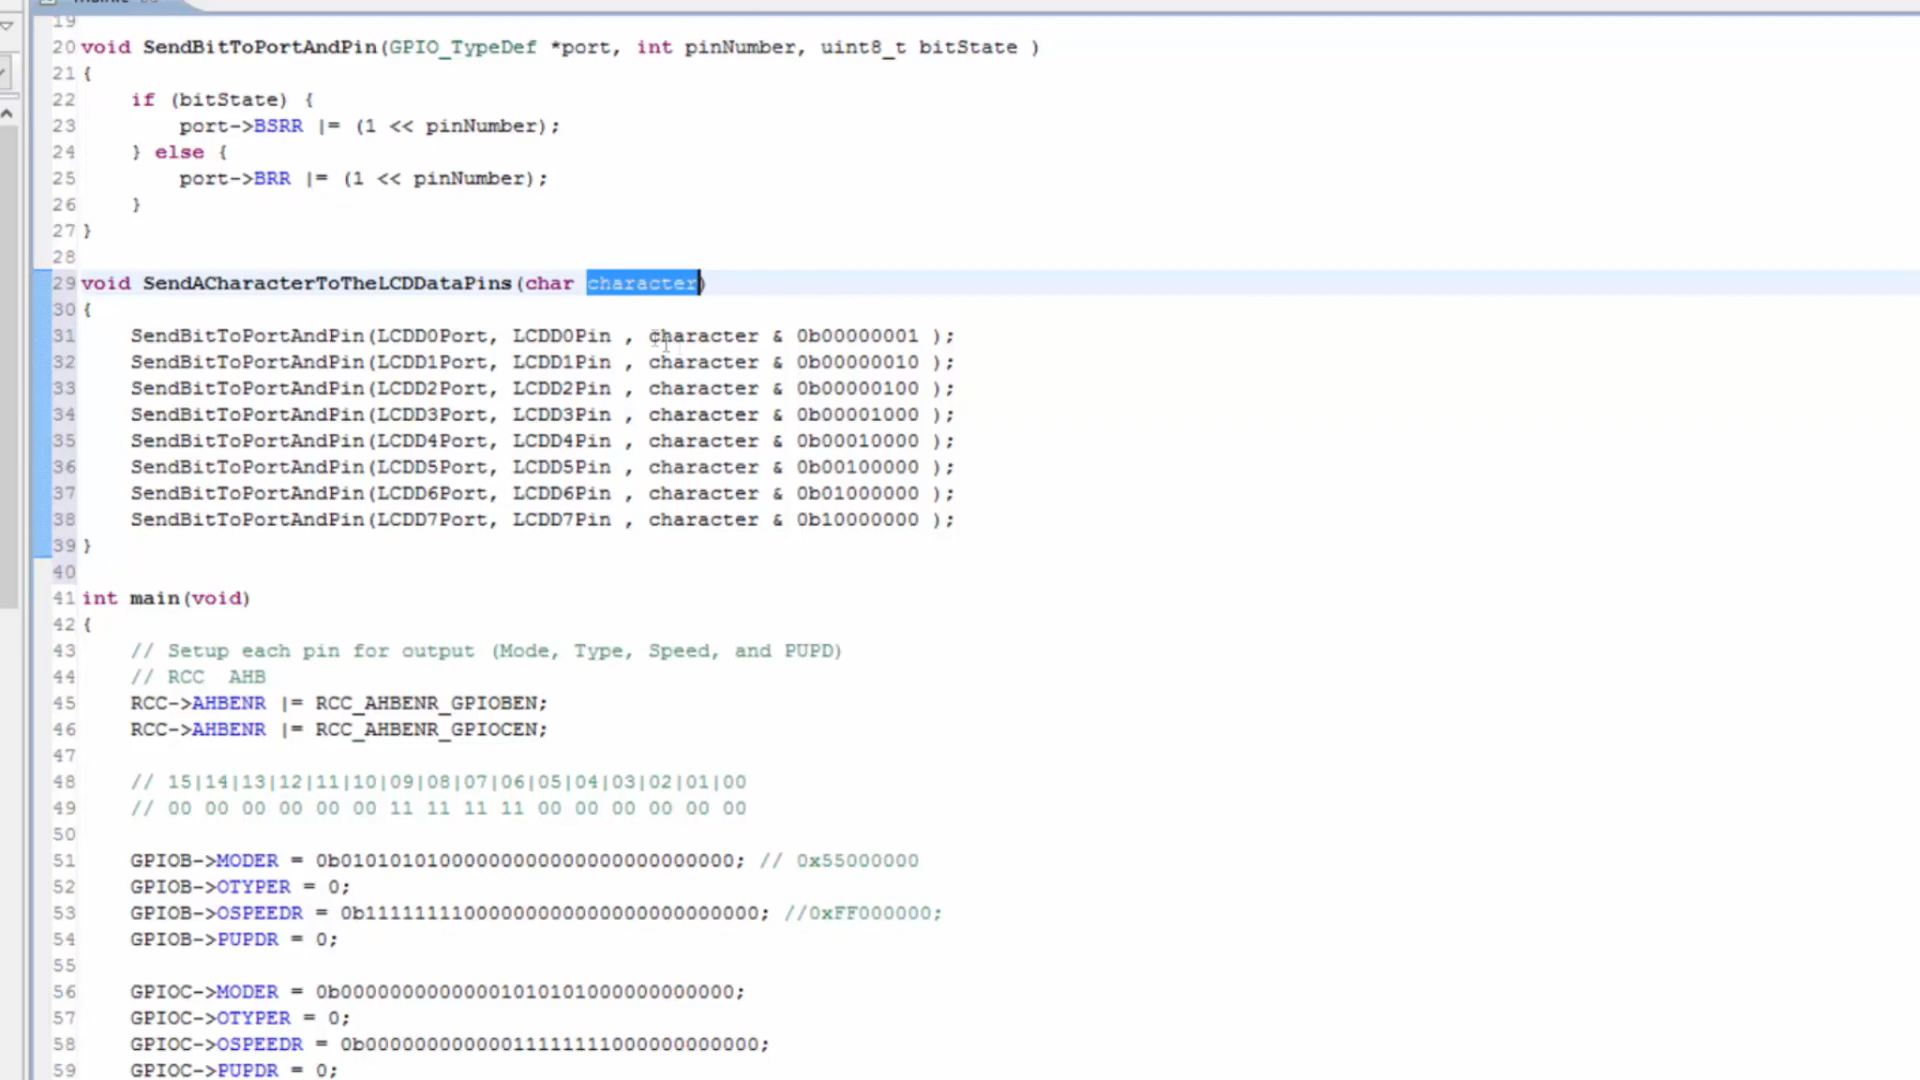 19
20 void SendBitToPortAndPin(GPIO_TypeDef *port, int pinNumber, uint8_t bitState )
21 {
22 if (bitState) {
23 port->BSRR |= (1 << pinNumber);
24 } else {
25 port->BRR |= (1 << pinNumber);
26 }
27 }
28
29 void SendACharacterToTheLCDDataPins(char character)
30 {
31 SendBitToPortAndPin(LCDD0Port, LCDD0Pin , character & 0b00000001 );
32 SendBitToPortAndPin(LCDD1Port, LCDD1Pin , character & 0b00000010 );
33 SendBitToPortAndPin(LCDD2Port, LCDD2Pin , character & 0b00000100 );
34 SendBitToPortAndPin(LCDD3Port, LCDD3Pin , character & 0b00001000 );
35 SendBitToPortAndPin(LCDD4Port, LCDD4Pin , character & 0b00010000 );
36 SendBitToPortAndPin(LCDD5Port, LCDD5Pin , character & 0b00100000 );
37 SendBitToPortAndPin(LCDD6Port, LCDD6Pin , character & 0b01000000 );
38 SendBitToPortAndPin(LCDD7Port, LCDD7Pin , character & 0b10000000 );
39 }
40
41 int main(void)
42 {
43 // Setup each pin for output (Mode, Type, Speed, and PUPD)
44 // RCC AHB
45 RCC->AHBENR |= RCC_AHBENR_GPIOBEN;
46 RCC->AHBENR |= RCC_AHBENR_GPIOCEN;
47
48 // 15|14|13|12|11|10|09|08|07|06|05|04|03|02|01|00
49 // 00 00 00 00 00 00 11 11 11 11 00 00 00 00 00 00
50
51 GPIOB->MODER = 0b01010101000000000000000000000000; // 0x55000000
52 GPIOB->OTYPER = 0;
53 GPIOB->OSPEEDR = 0b11111111000000000000000000000000; //0xFF000000;
54 GPIOB->PUPDR = 0;
55
56 GPIOC->MODER = 0b00000000000001010101000000000000;
57 GPIOC->OTYPER = 0;
58 GPIOC->OSPEEDR = 0b00000000000011111111000000000000;
59 GPIOC->PUPDR = 0;